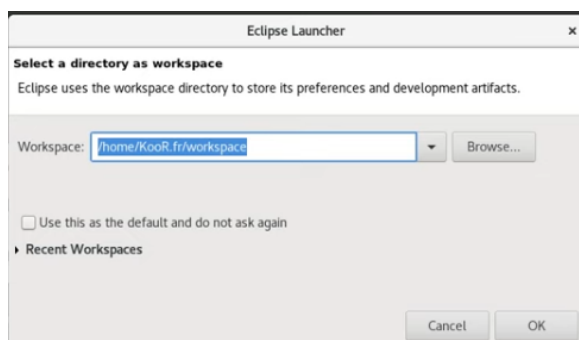 Eclipse Launcher
Select a directory as workspace
Eclipse uses the workspace directory to store its preferences and development artifacts.
Workspace: /home/KooR.fr/workspace Browse...
Use this as the default and do not ask again
Recent Workspaces
Cancel OK